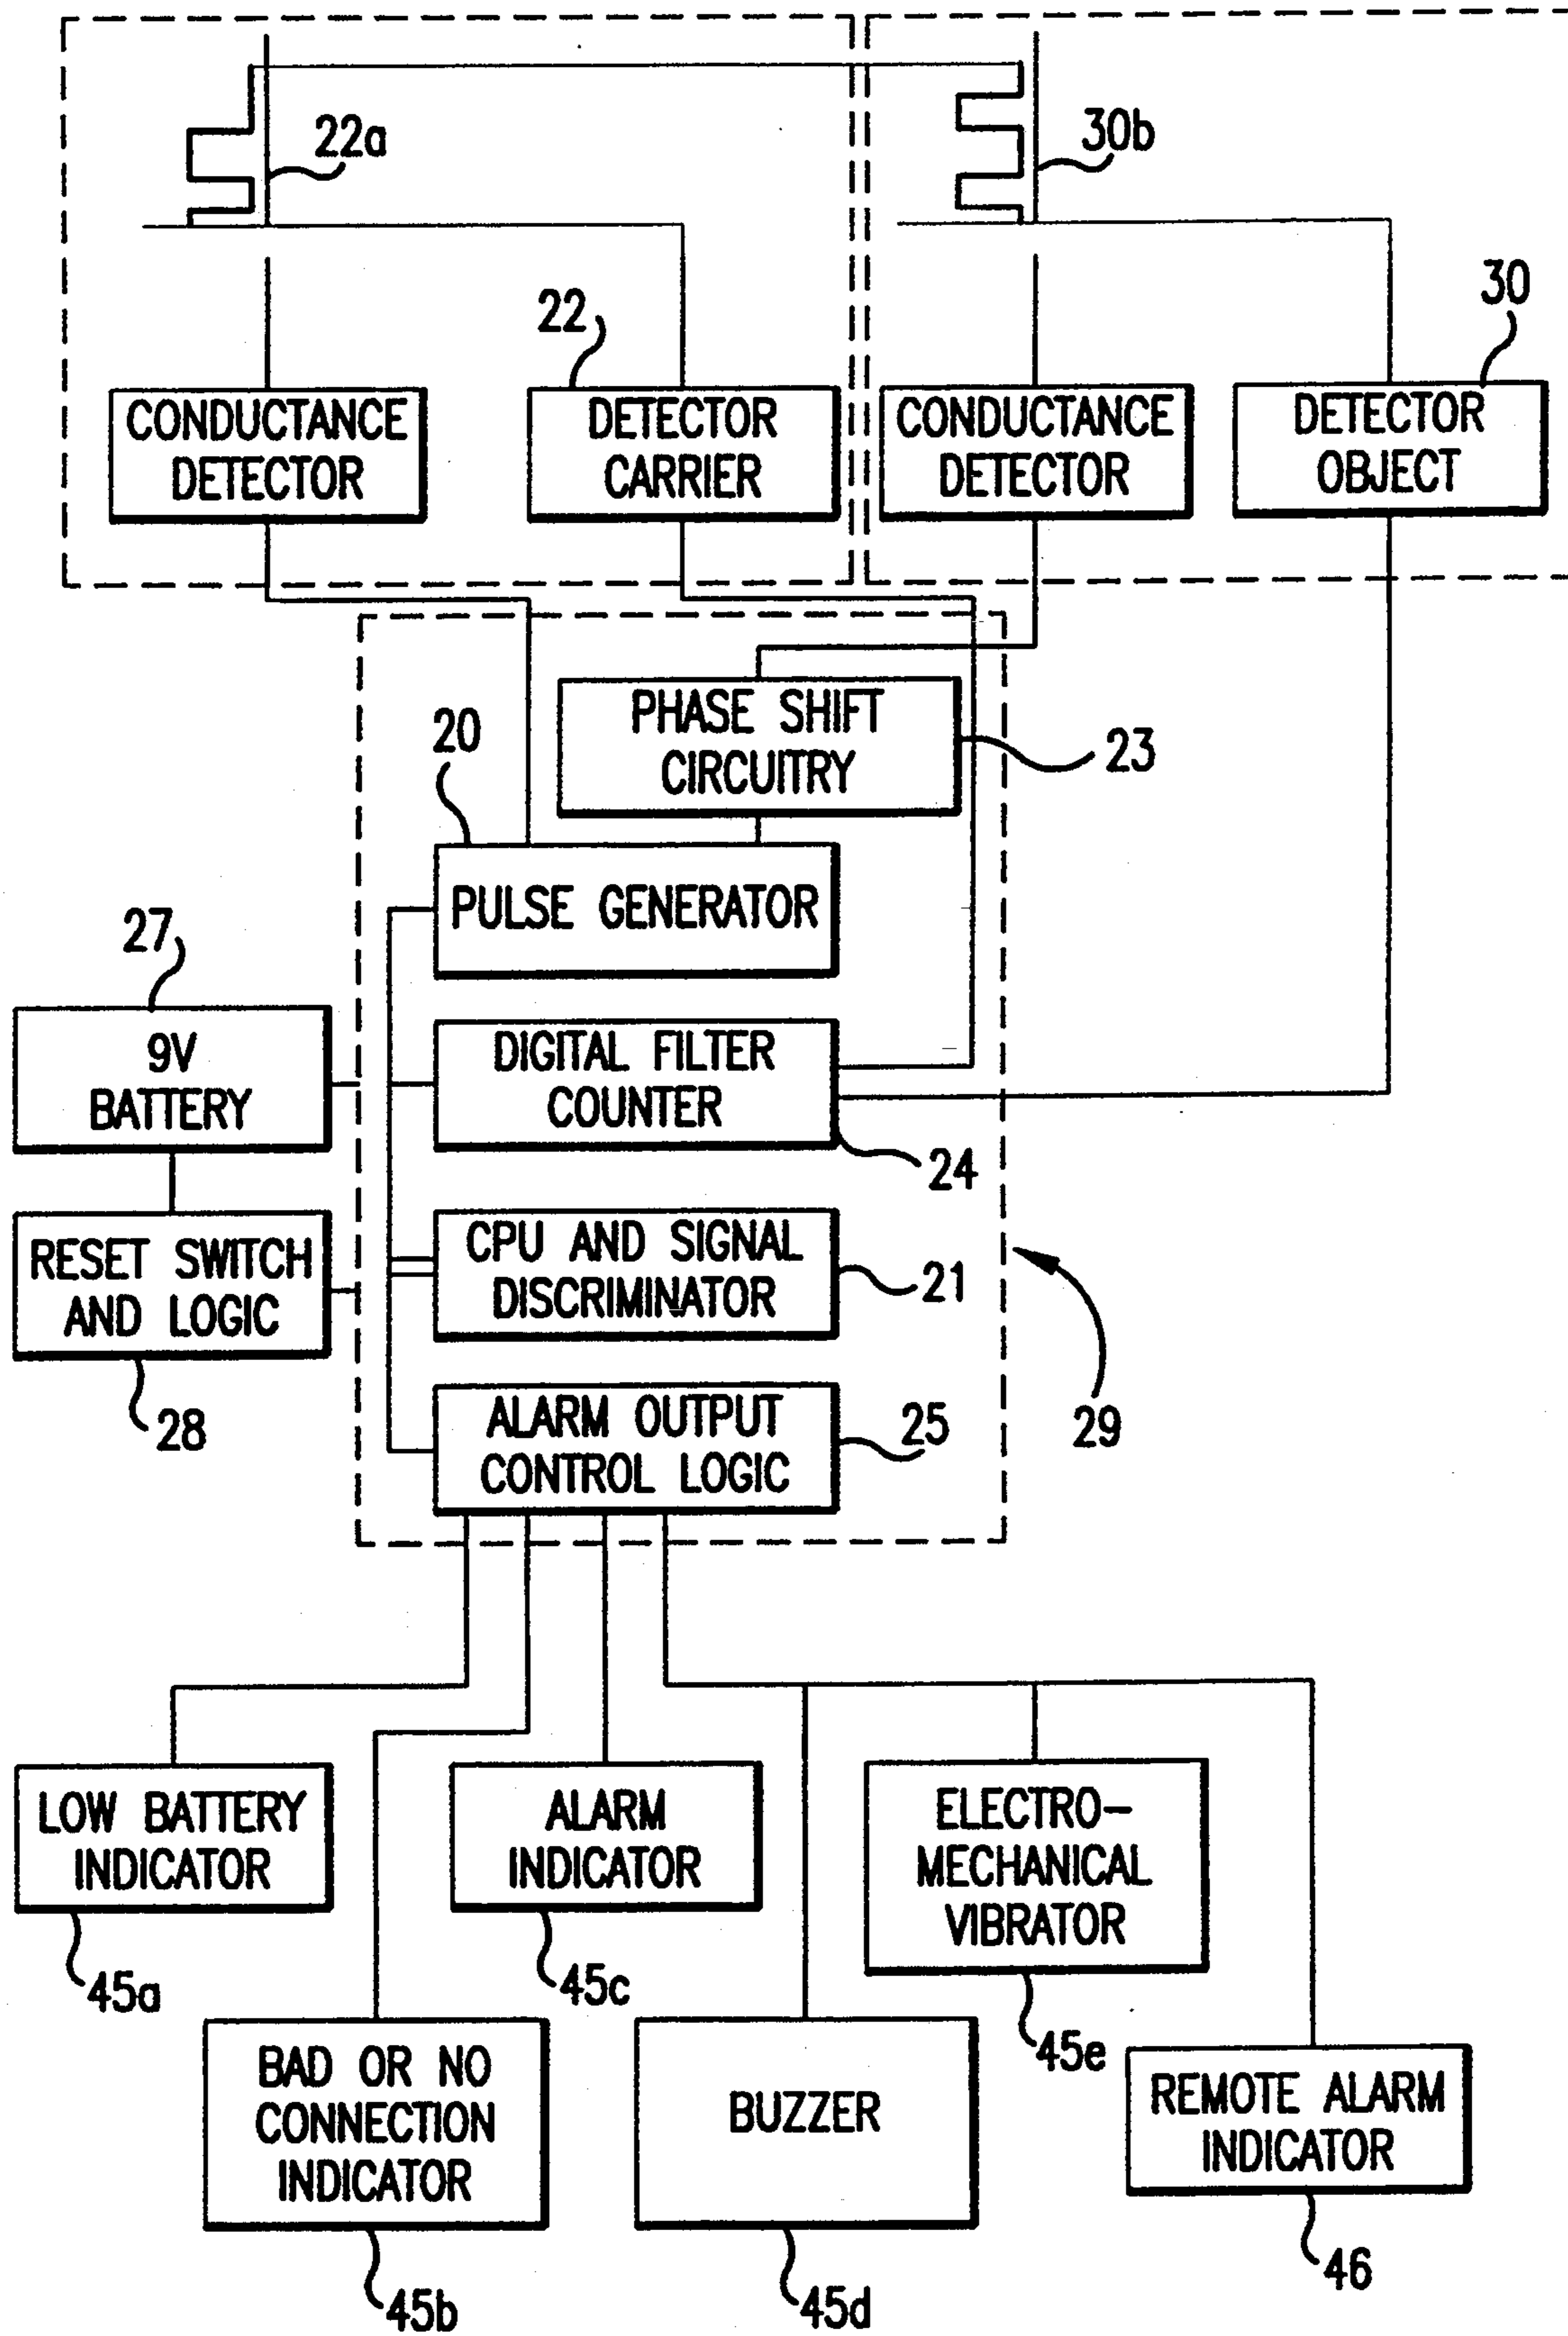 22a
30b
22
30
CONDUCTANCE
DETECTOR
DETECTOR
CARRIER
CONDUCTANCE
DETECTOR
DETECTOR
OBJECT
PHASE SHIFT
CIRCUITRY
23
20
PULSE GENERATOR
27
9V
BATTERY
DIGITAL FILTER
COUNTER
24
RESET SWITCH
AND LOGIC
28
CPU AND SIGNAL
DISCRIMINATOR
21
29
ALARM OUTPUT
CONTROL LOGIC
25
LOW BATTERY
INDICATOR
45a
ALARM
INDICATOR
45c
ELECTRO-
MECHANICAL
VIBRATOR
45e
BAD OR NO
CONNECTION
INDICATOR
45b
BUZZER
45d
REMOTE ALARM
INDICATOR
46